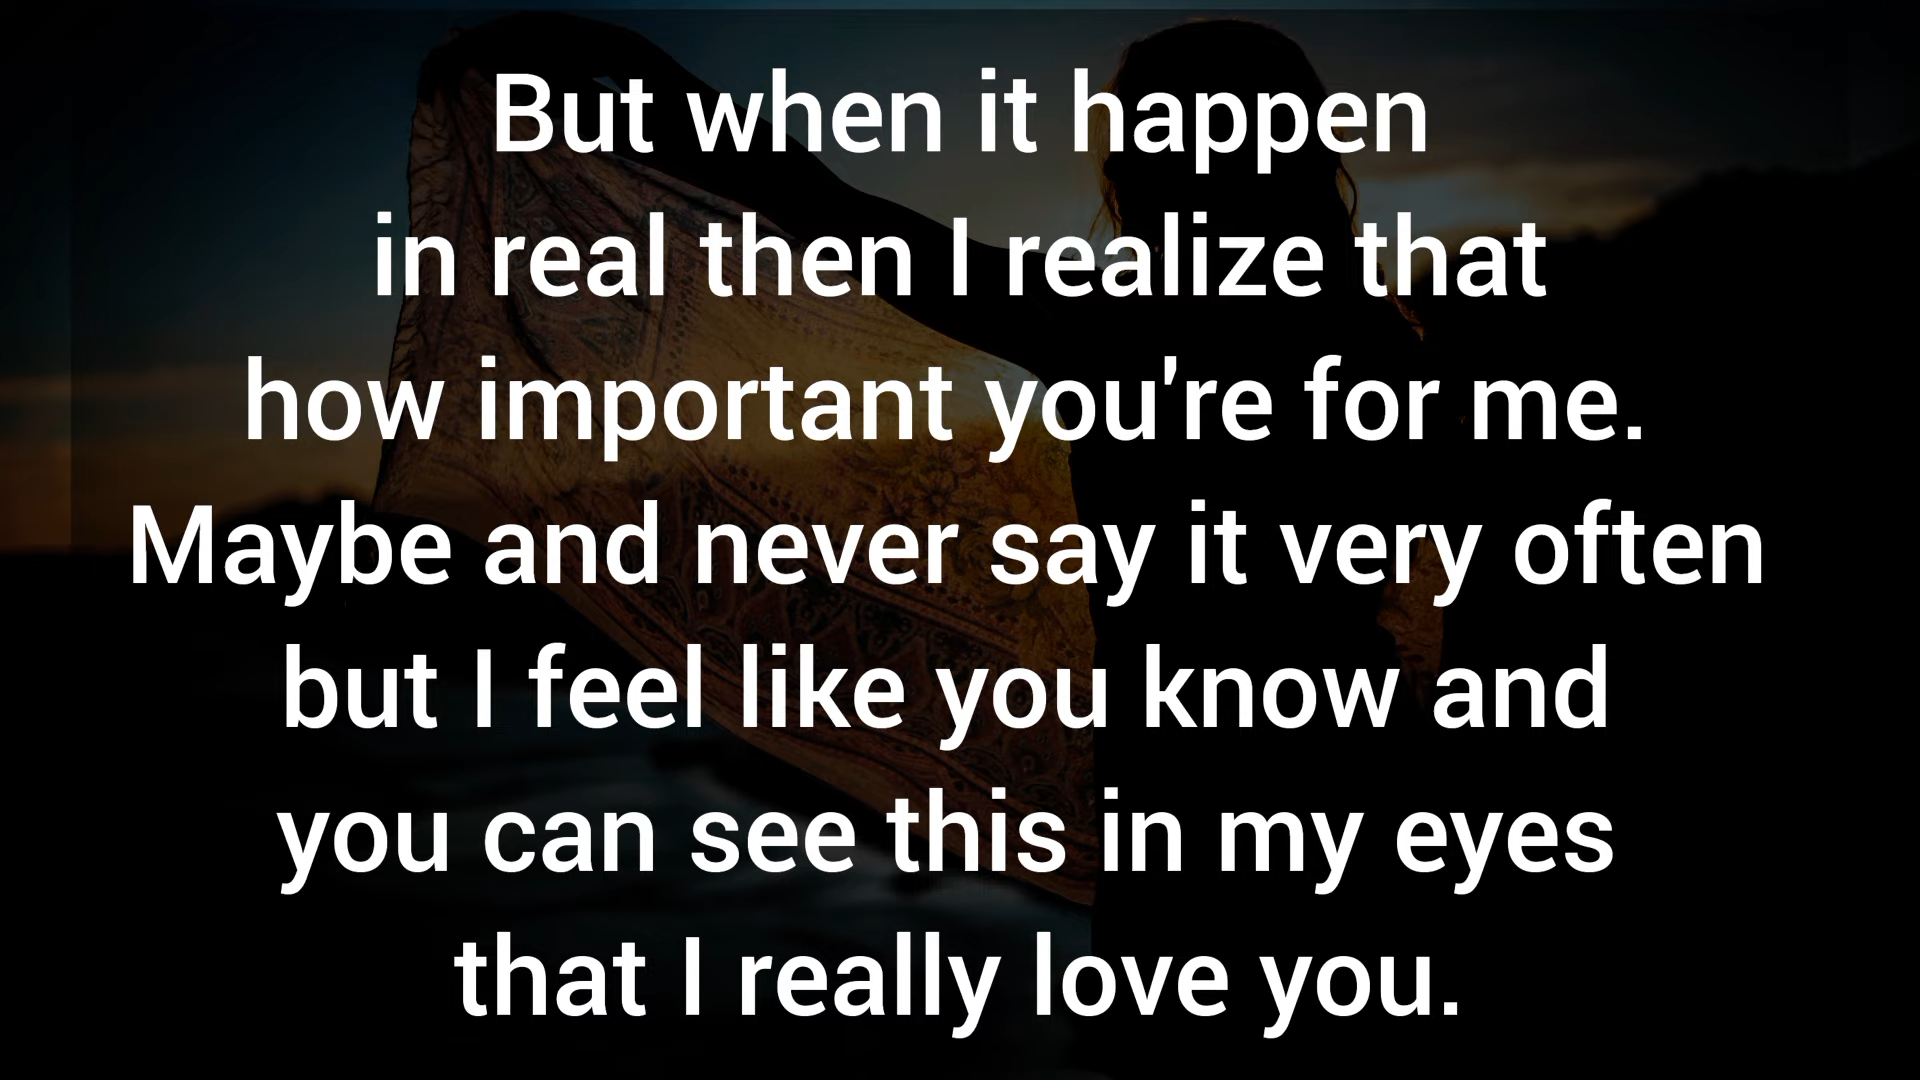 But when it happen
in real then I realize that
how important you're for me.
Maybe and never say it very often
but I feel like you know and
you can see this in my eyes
that I really love you.